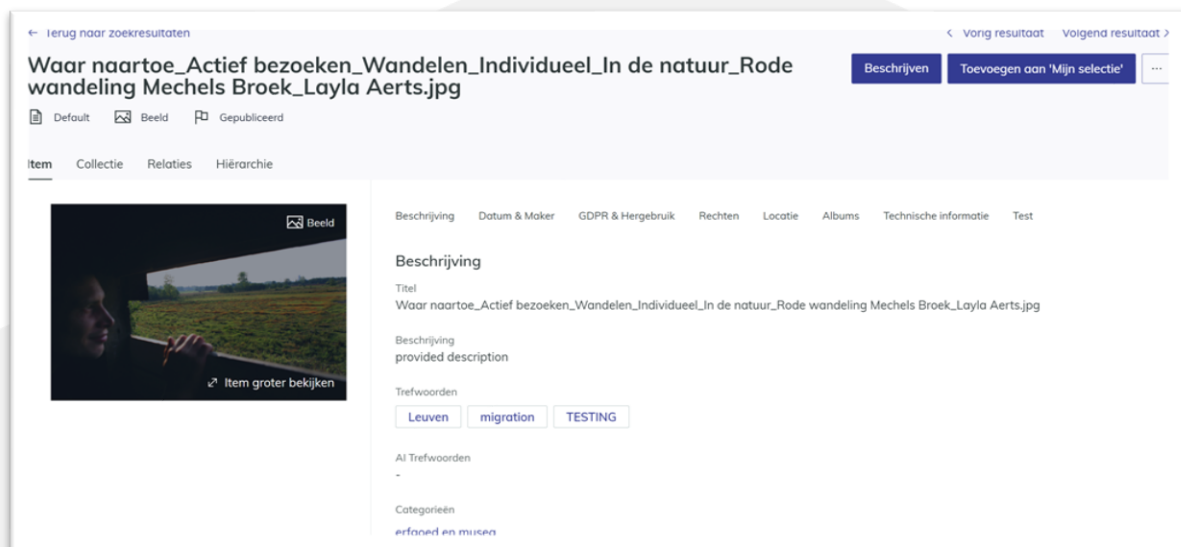 ← Terug naar zoekresultaten
< Vorig resultaat Volgend resultaat >
Waar naartoe_Actief bezoeken_Wandelen_Individueel_In de natuur_Rode
wandeling Mechels Broek_Layla Aerts.jpg
Beschrijven Toevoegen aan 'Mijn selectie' ...
Default Beeld Gepubliceerd
Item Collectie Relaties Hiërarchie
Beeld
Item groter bekijken
Beschrijving Datum & Maker GDPR & Hergebruik Rechten Locatie Albums Technische informatie Test
Beschrijving
Titel
Waar naartoe_Actief bezoeken_Wandelen_Individueel_In de natuur_Rode wandeling Mechels Broek_Layla Aerts.jpg
Beschrijving
provided description
Trefwoorden
Leuven migration TESTING
AI Trefwoorden
-
Categorieën
erfgoed en musea